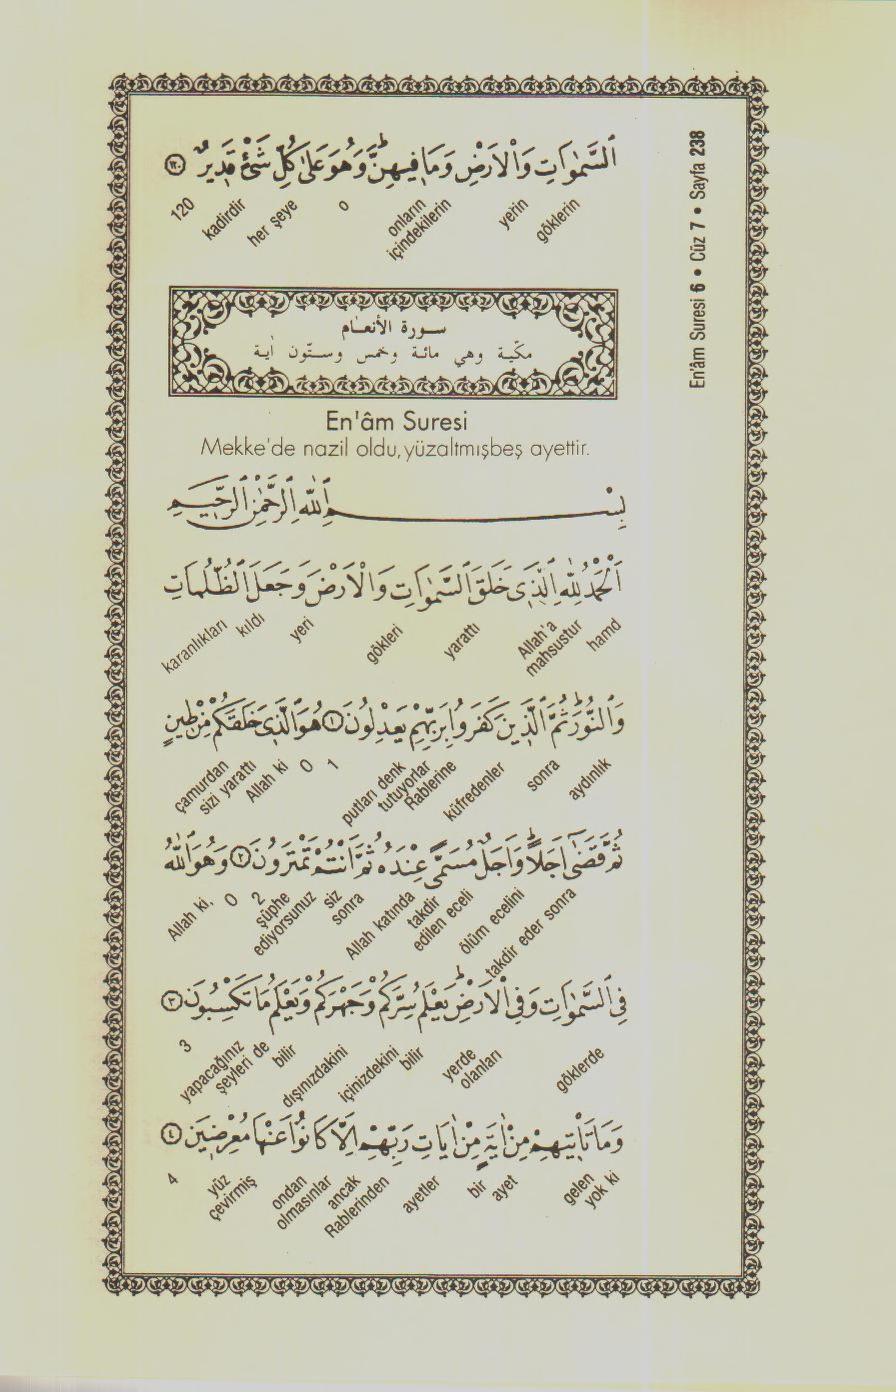 En'âm Suresi 6 • Cüz 7 • Sayfa 238
اَلسَّمٰوَاتِ وَالْاَرْضِ وَمَا فٖيهِنَّ ۜ وَهُوَ عَلٰى كُلِّ شَىْءٍ قَدٖيرٌ ﴿١٢٠﴾
göklerin yerin onların içindekilerin o her şeye kadirdir 120
سورة الأنعام
مكّية وهي مائة وخمس وستّون اٰية
En'âm Suresi
Mekke'de nazil oldu, yüzaltmışbeş ayettir.
بِسْمِ اللّٰهِ الرَّحْمٰنِ الرَّحٖيمِ
اَلْحَمْدُ لِلّٰهِ الَّذٖى خَلَقَ السَّمٰوَاتِ وَالْاَرْضَ وَجَعَلَ الظُّلُمَاتِ
hamd Allah'a mahsustur yarattı gökleri yeri kıldı karanlıkları
وَالنُّورَ ۜ ثُمَّ الَّذٖينَ كَفَرُوا بِرَبِّهِمْ يَعْدِلُونَ ﴿١﴾ هُوَ الَّذٖى خَلَقَكُمْ مِنْ طٖينٍ
aydınlık sonra küfredenler Rablerine putları denk tutuyorlar 1 O Allah ki sizi yarattı çamurdan
ثُمَّ قَضٰٓى اَجَلًا ۜ وَاَجَلٌ مُسَمًّى عِنْدَهُ ثُمَّ اَنْتُمْ تَمْتَرُونَ ﴿٢﴾ وَهُوَ اللّٰهُ
takdir eder sonra ölüm ecelini takdir edilen eceli Allah katında sonra siz şüphe ediyorsunuz 2 O Allah ki,
فِى السَّمٰوَاتِ وَفِى الْاَرْضِ ۜ يَعْلَمُ سِرَّكُمْ وَجَهْرَكُمْ وَيَعْلَمُ مَا تَكْسِبُونَ ﴿٣﴾
göklerde yerde olanları bilir içinizdekini dışınızdakini bilir yapacağınız şeyleri de 3
وَمَا تَاْتٖيهِمْ مِنْ اٰيَةٍ مِنْ اٰيَاتِ رَبِّهِمْ اِلَّا كَانُوا عَنْهَا مُعْرِضٖينَ ﴿٤﴾
gelen yok ki ayet bir ayetler Rablerinden ancak olmasınlar ondan yüz çevirmiş 4